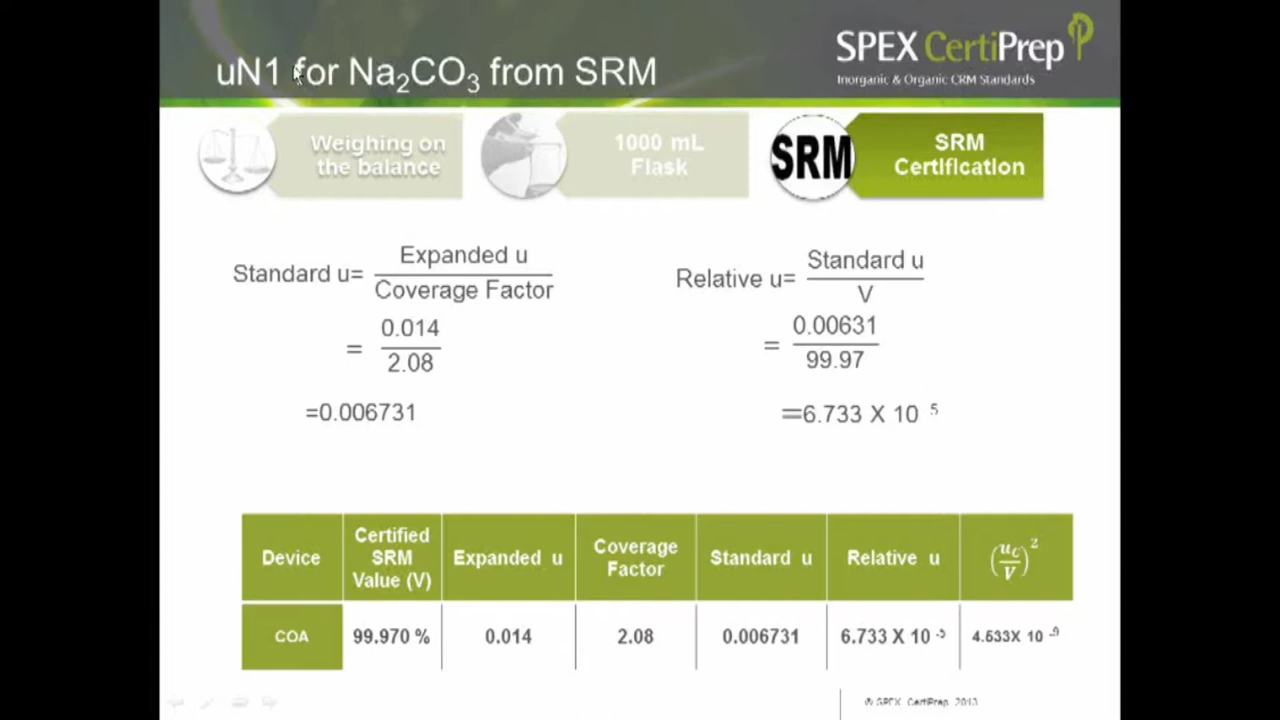 uN1 for Na₂CO₃ from SRM
SPEX CertiPrep
Inorganic & Organic CRM Standards
Weighing on
the balance
1000 mL
Flask
SRM
SRM
Certification
Standard u= Expanded u
Coverage Factor
= 0.014
2.08
=0.006731
Relative u= Standard u
V
= 0.00631
99.97
=6.733 X 10 ⁵
Device
Certified
SRM
Value (V)
Expanded u
Coverage
Factor
Standard u
Relative u
(u_C/V)²
COA
99.970 %
0.014
2.08
0.006731
6.733 X 10 ⁻⁵
4.533X 10 ⁻⁹
© SPEX CertiPrep 2013